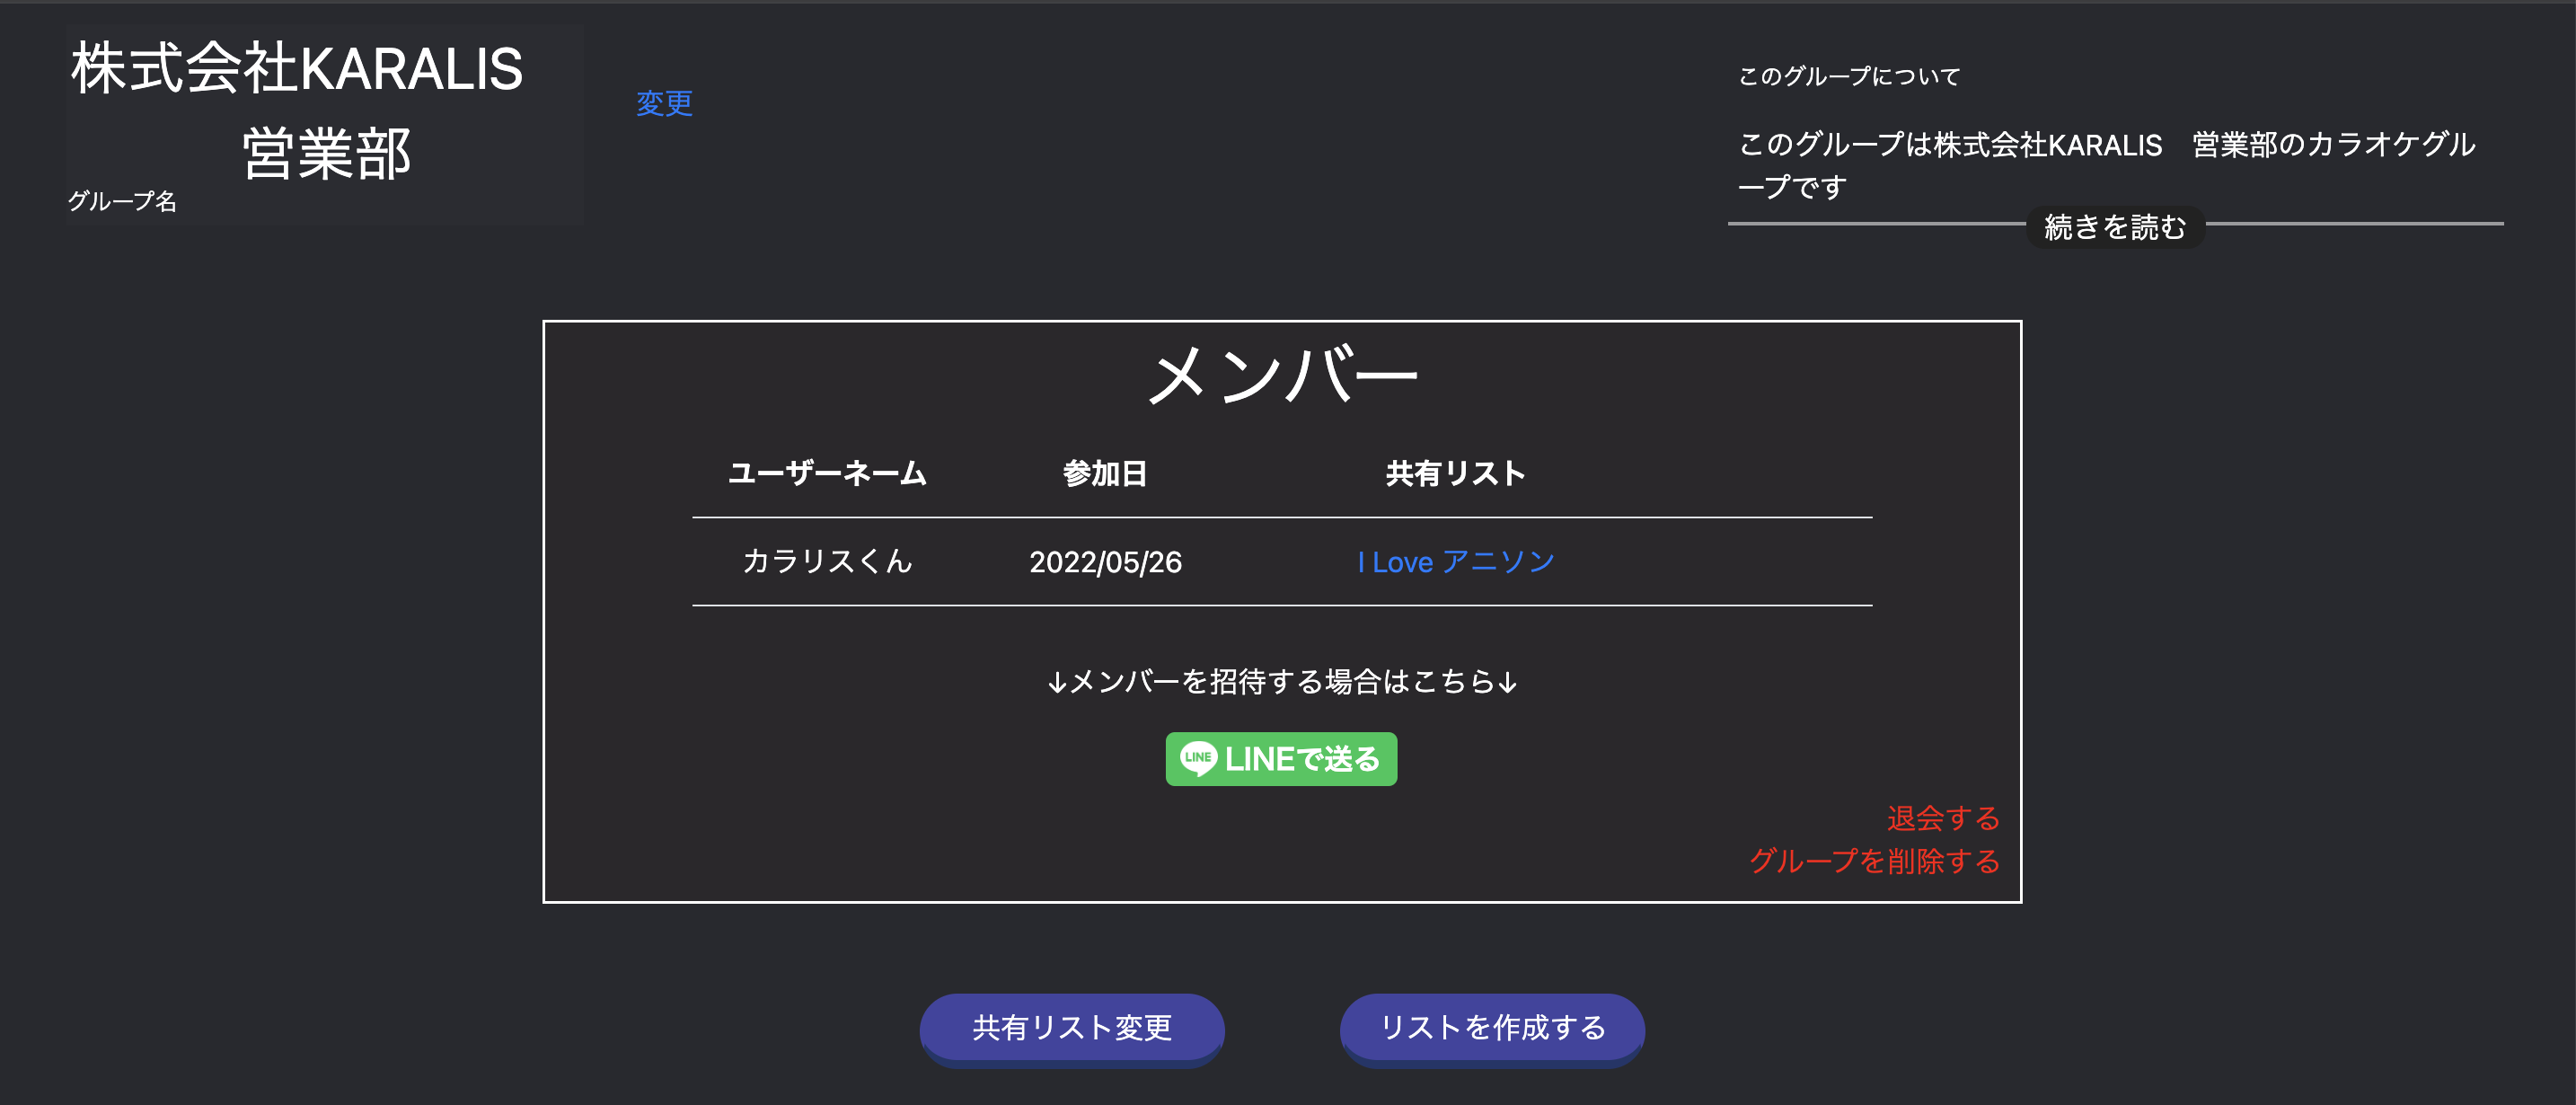 株式会社KARALIS
営業部
グループ名
変更
このグループについて
このグループは株式会社KARALIS　営業部のカラオケグル
ープです
続きを読む
メンバー
ユーザーネーム 参加日 共有リスト
カラリスくん 2022/05/26 I Love アニソン
↓メンバーを招待する場合はこちら↓
LINE LINEで送る
退会する
グループを削除する
共有リスト変更 リストを作成する